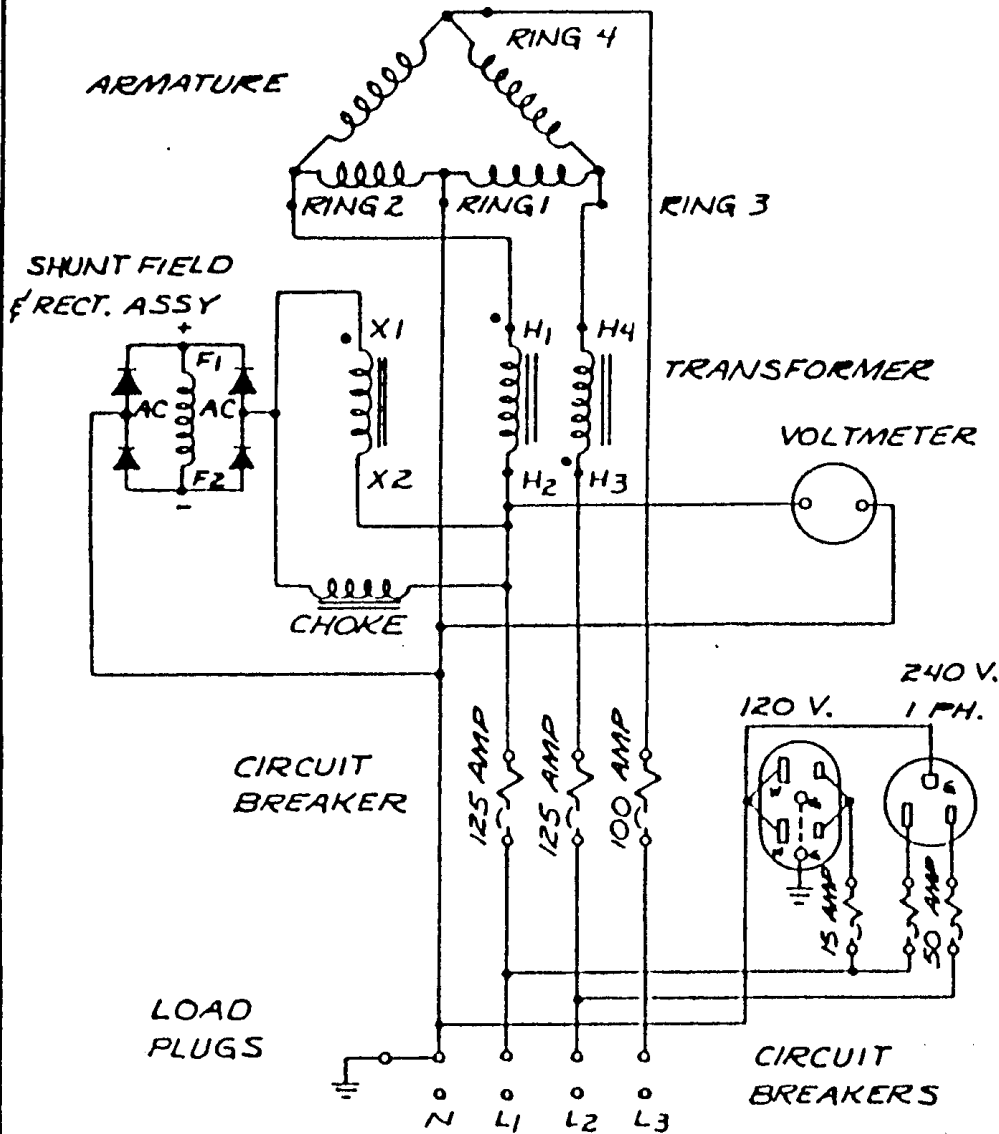 RING 4
ARMATURE
RING 2
RING 1
RING 3
SHUNT FIELD
& RECT. ASSY
+
F1
X1
H1
H4
TRANSFORMER
AC
AC
VOLTMETER
F2
X2
H2
H3
-
CHOKE
240 V.
120 V.
1 PH.
CIRCUIT
BREAKER
125 AMP
125 AMP
100 AMP
15 AMP
50 AMP
LOAD
PLUGS
CIRCUIT
BREAKERS
N
L1
L2
L3